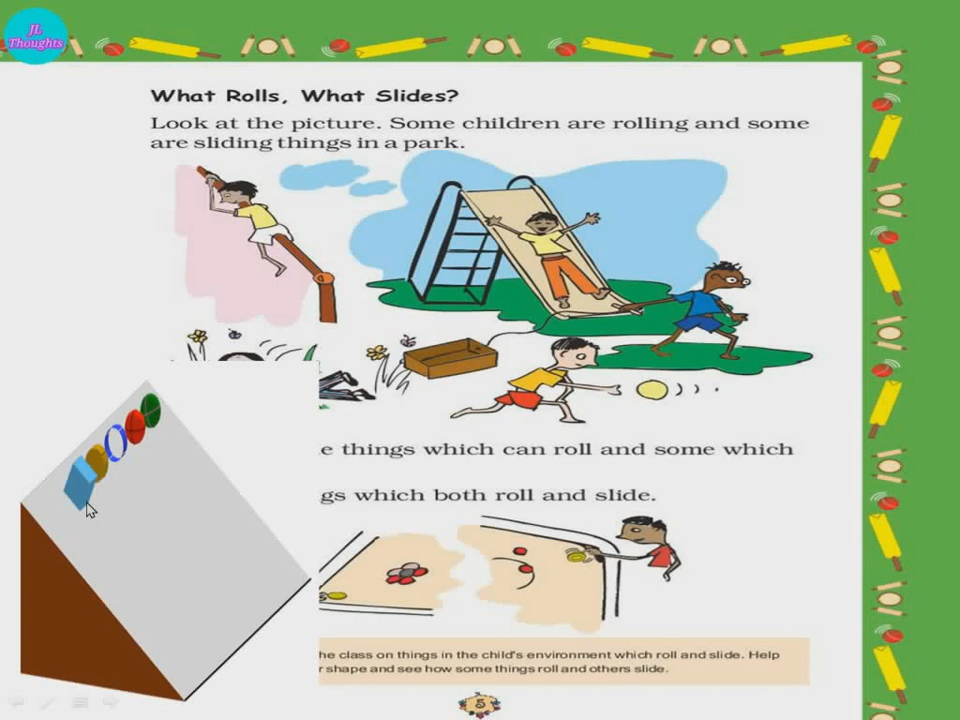 JL
Thoughts
What Rolls, What Slides?
Look at the picture. Some children are rolling and some
are sliding things in a park.
e things which can roll and some which
gs which both roll and slide.
he class on things in the child's environment which roll and slide. Help
r shape and see how some things roll and others slide.
5